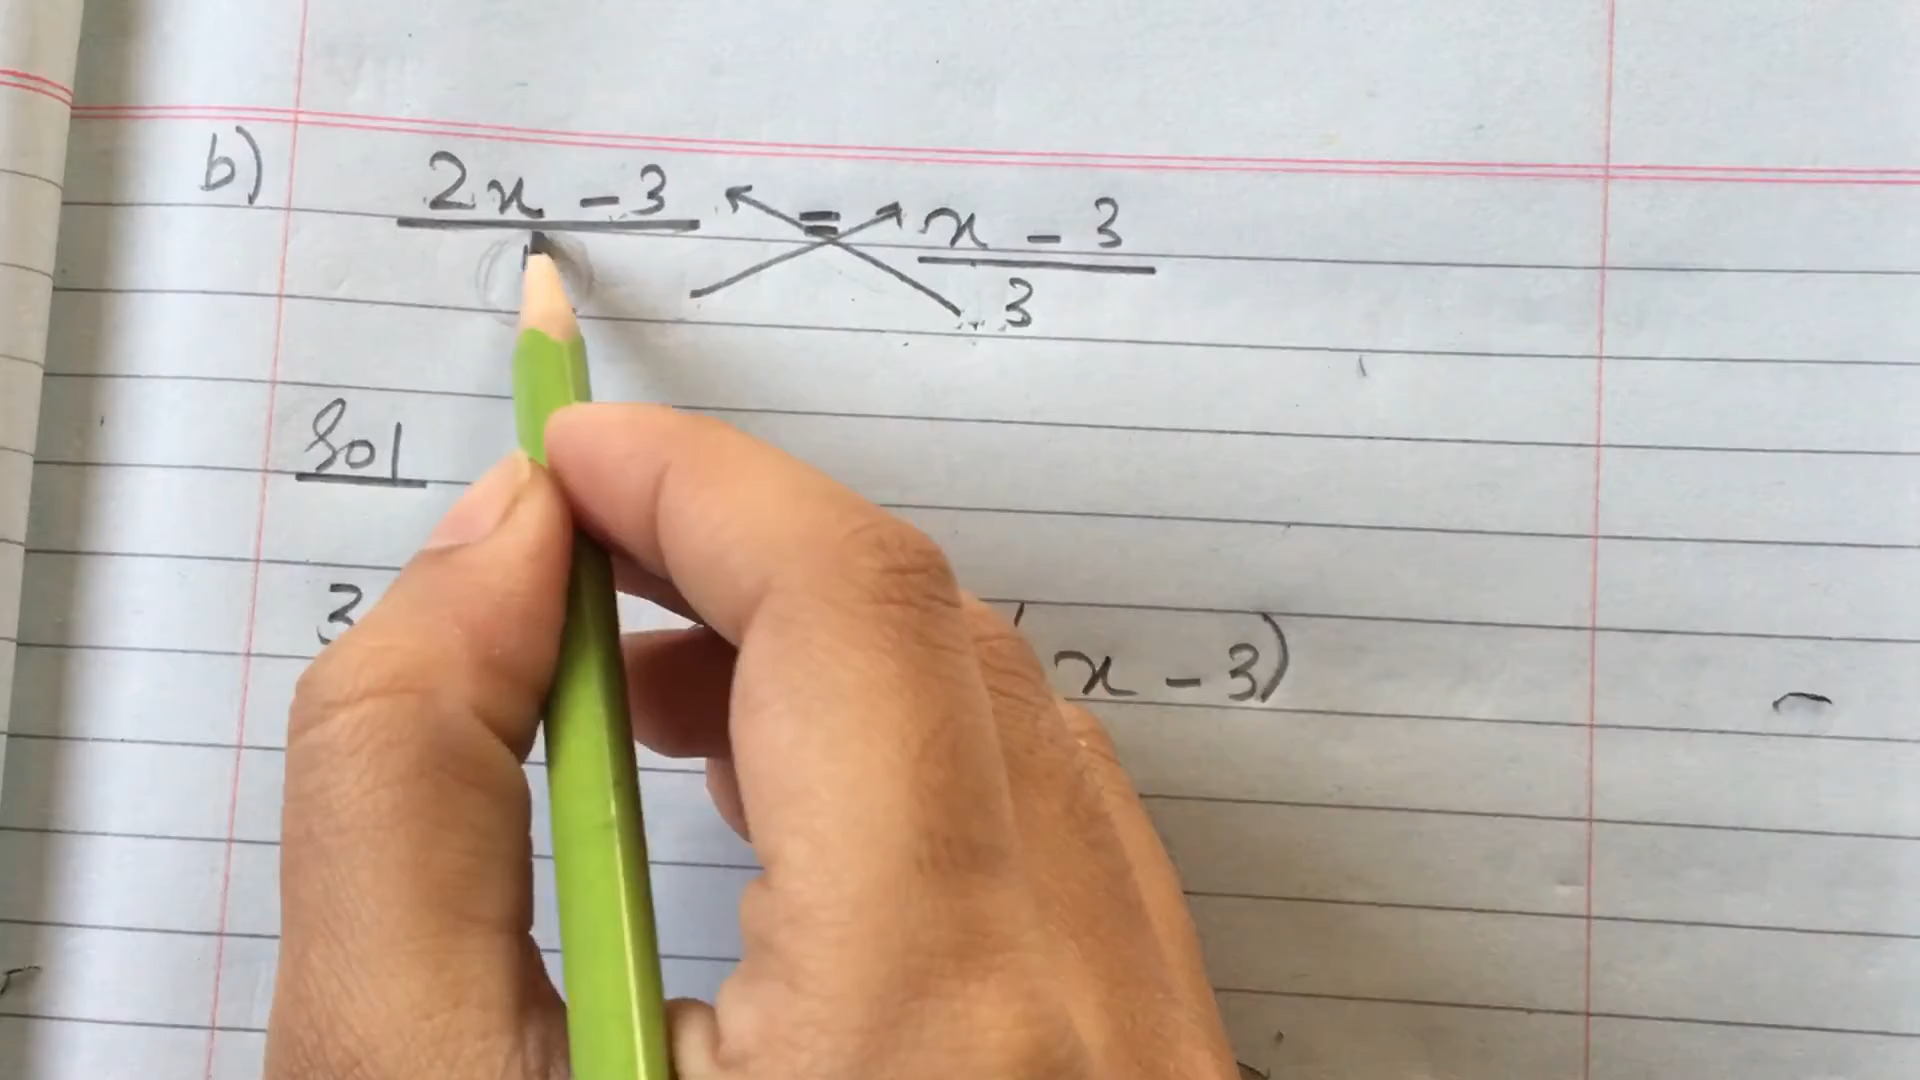 b) 2x - 3 = x - 3
3
Sol
3 x - 3)